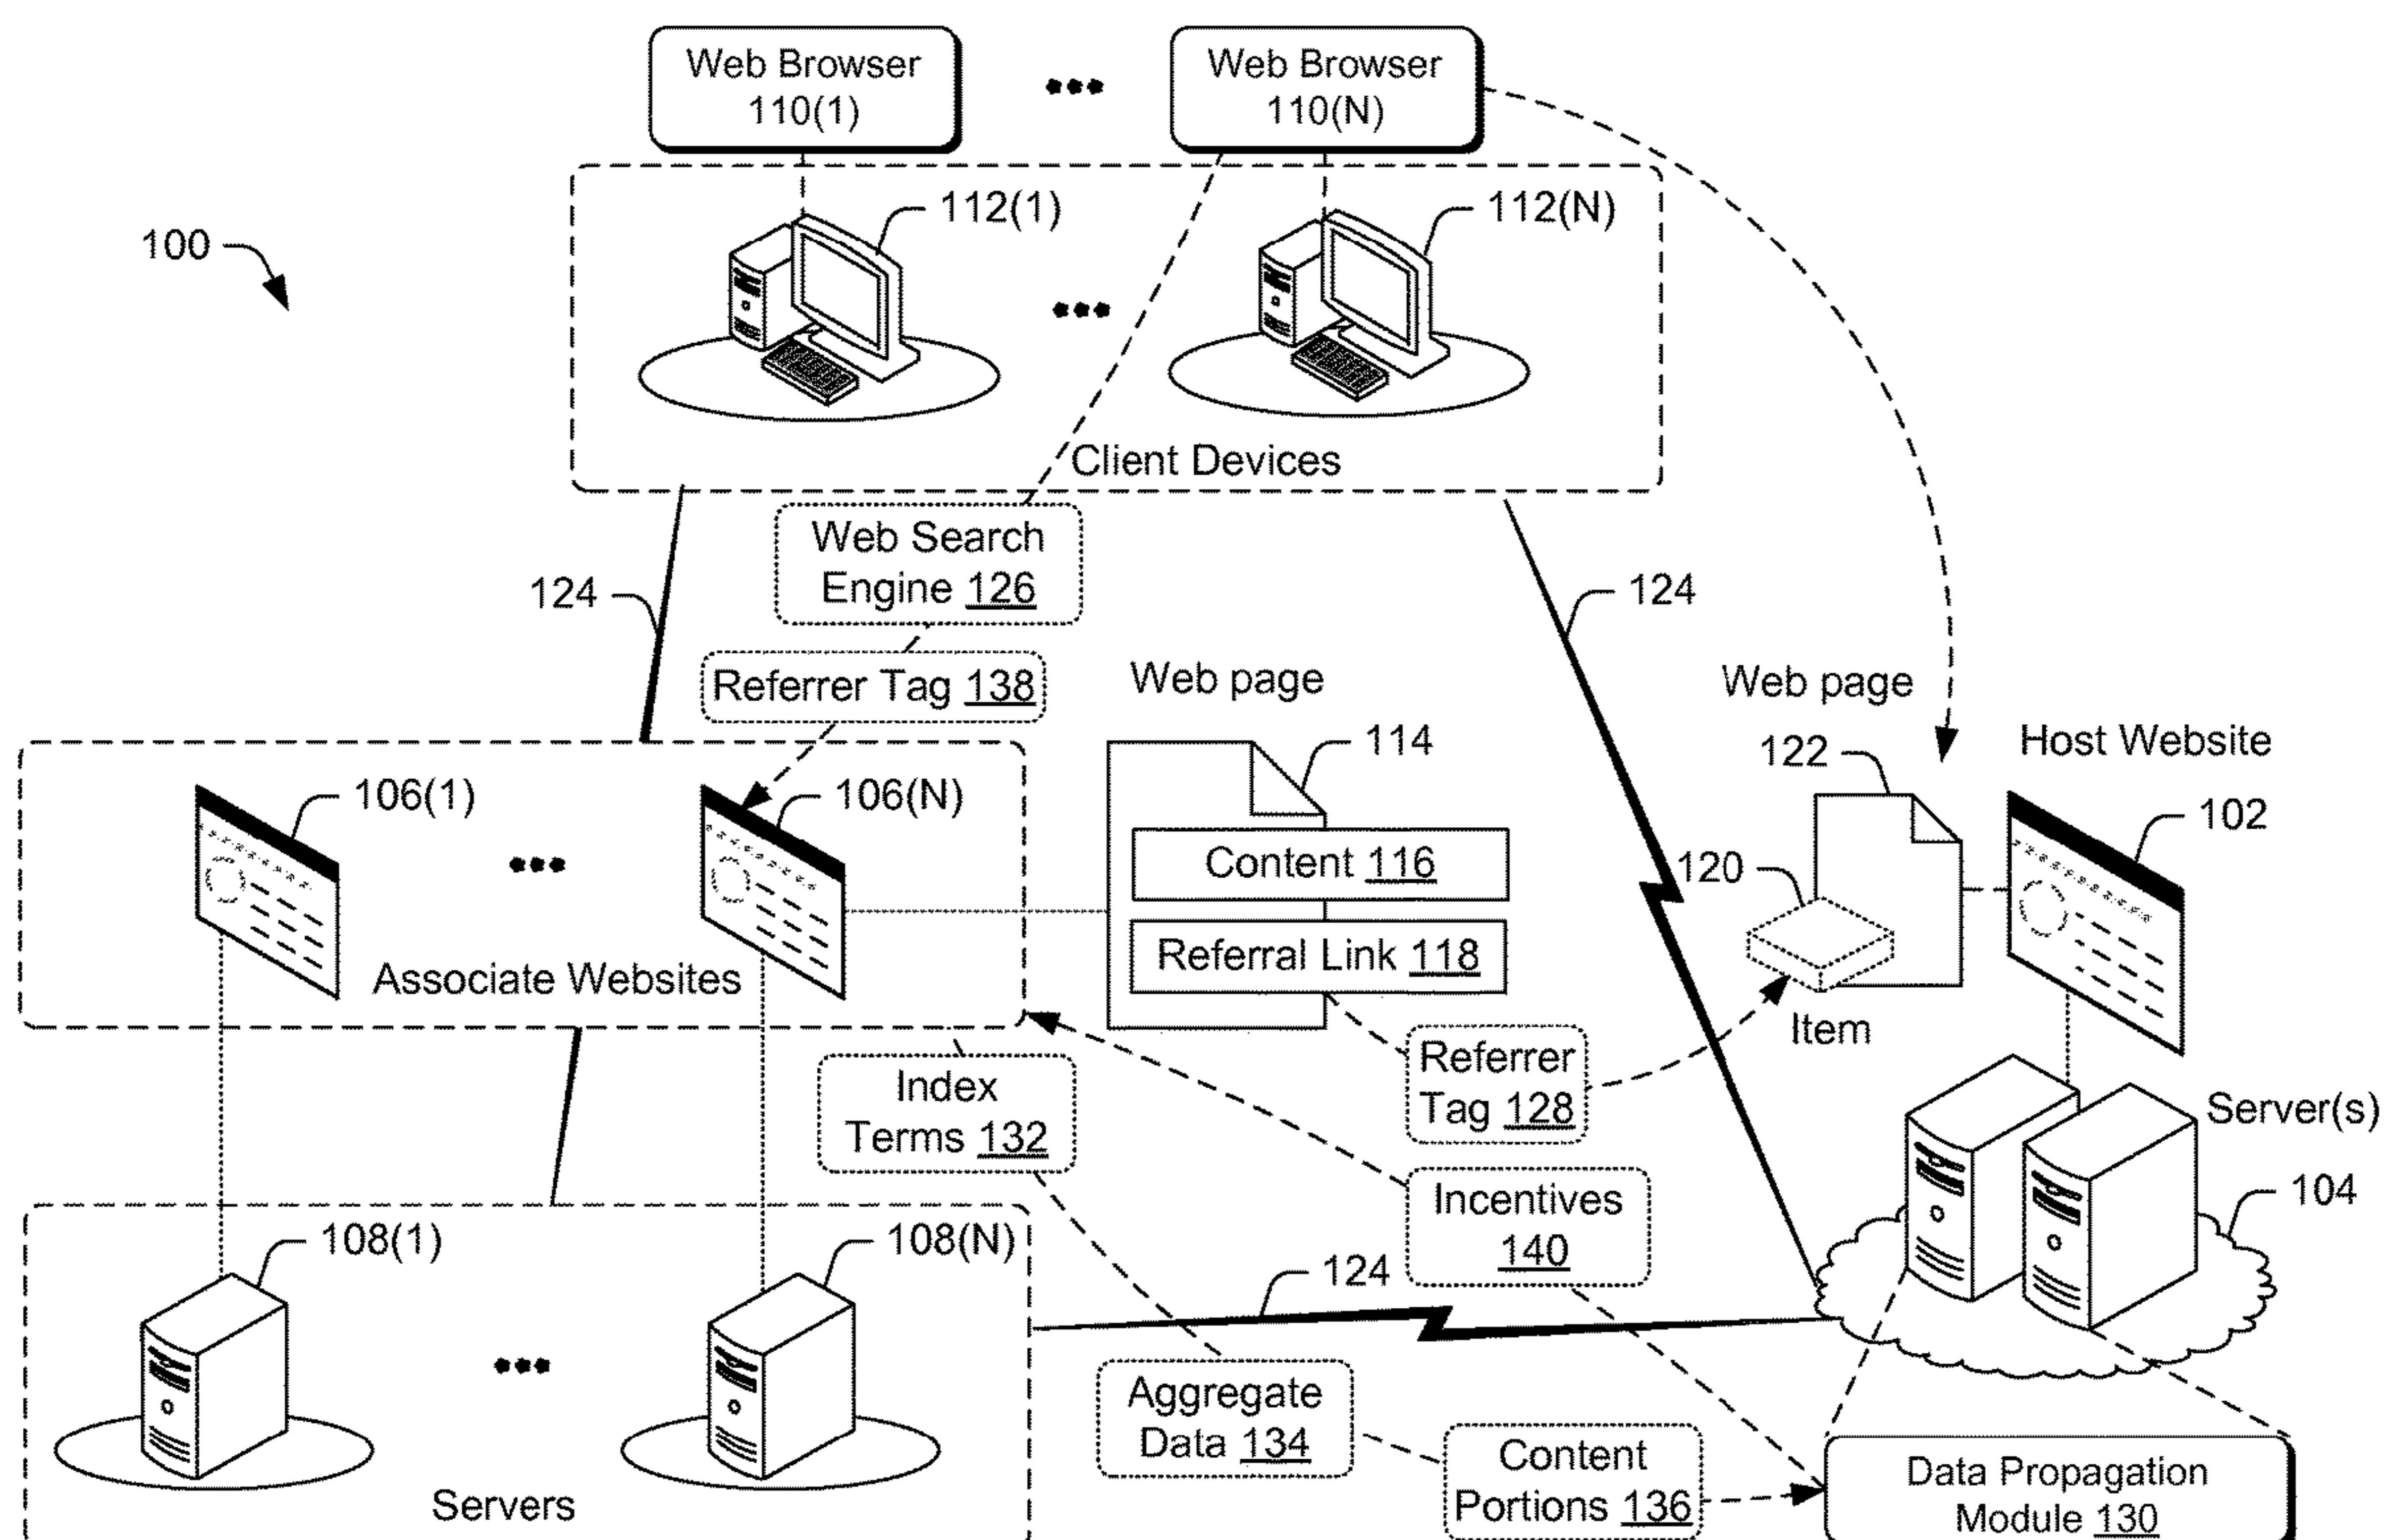 Web Browser
110(1)
Web Browser
110(N)
100
112(1)
112(N)
Client Devices
Web Search
Engine 126
124
124
Referrer Tag 138
Web page
Web page
114
122
Host Website
106(1)
106(N)
102
Content 116
120
Referral Link 118
Associate Websites
Item
Referrer
Tag 128
Index
Terms 132
Server(s)
104
Incentives
140
108(1)
108(N)
124
Aggregate
Data 134
Content
Portions 136
Data Propagation
Module 130
Servers